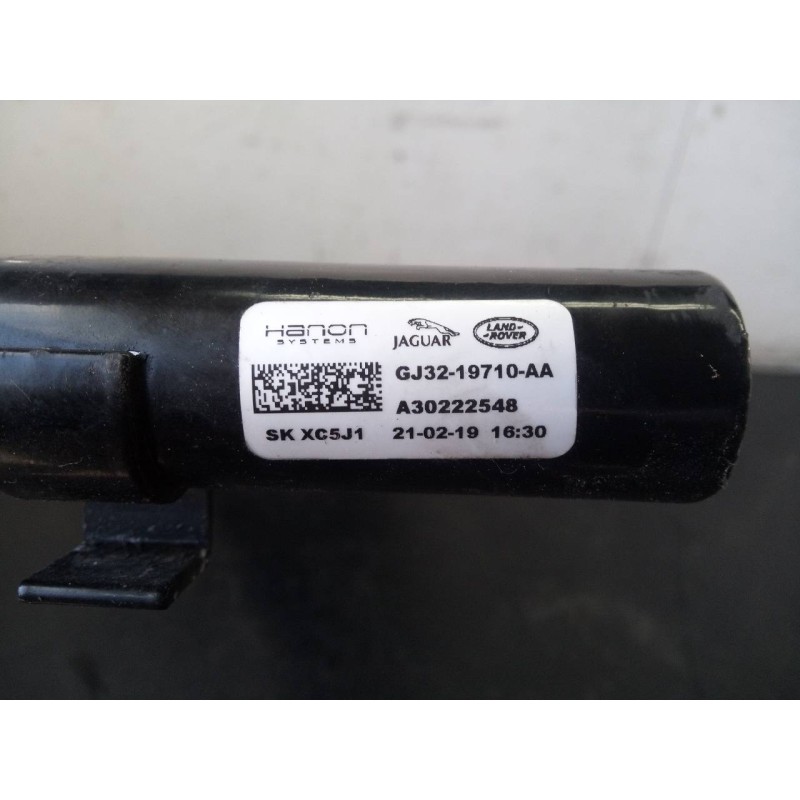 Hanon
SYSTEMS
JAGUAR
LAND
ROVER
GJ32-19710-AA
A30222548
SK XC5J1 21-02-19 16:30